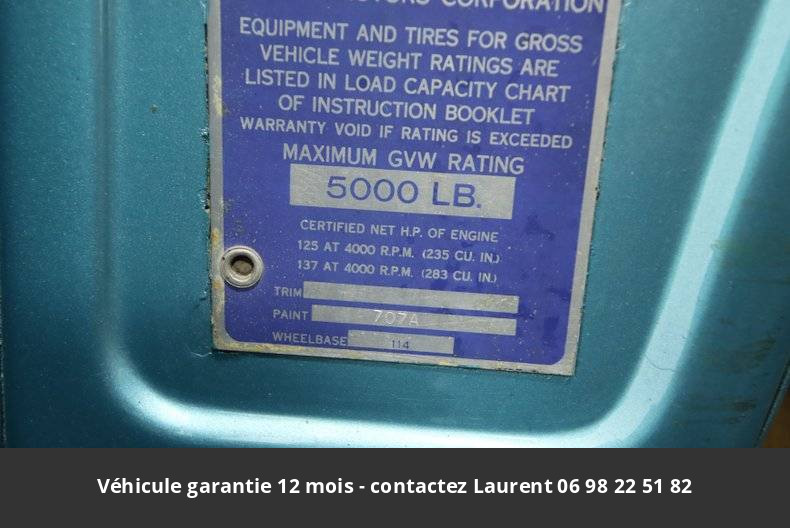 CORPORATION
EQUIPMENT AND TIRES FOR GROSS
VEHICLE WEIGHT RATINGS ARE
LISTED IN LOAD CAPACITY CHART
OF INSTRUCTION BOOKLET
WARRANTY VOID IF RATING IS EXCEEDED
MAXIMUM GVW RATING
5000 LB.
CERTIFIED NET H.P. OF ENGINE
125 AT 4000 R.P.M. (235 CU. IN.)
137 AT 4000 R.P.M. (283 CU. IN.)
TRIM
PAINT 707A
WHEELBASE 114
Véhicule garantie 12 mois - contactez Laurent 06 98 22 51 82